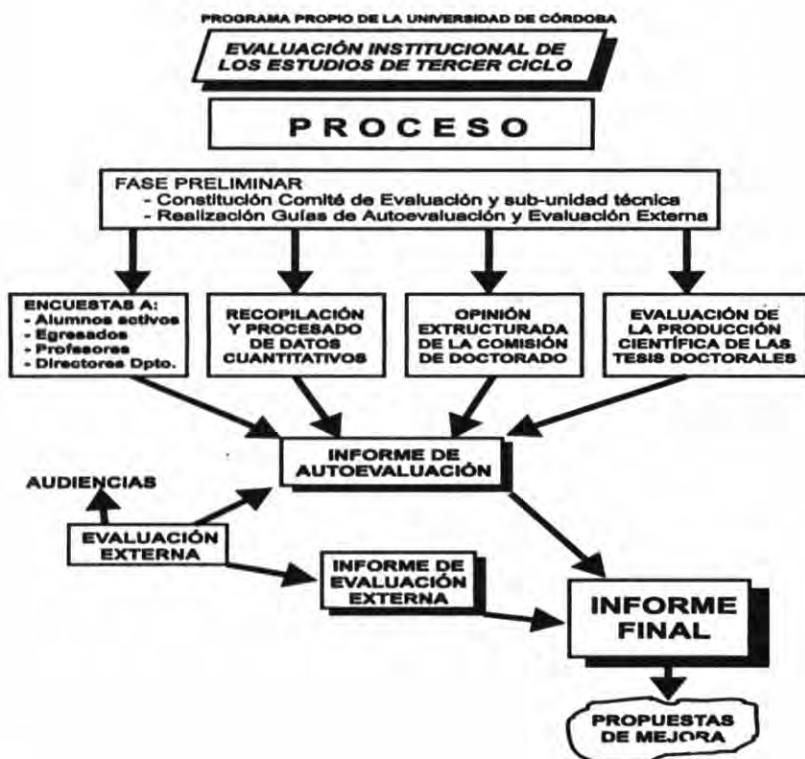 PROGRAMA PROPIO DE LA UNIVERSIDAD DE CÓRDOBA
EVALUACIÓN INSTITUCIONAL DE
LOS ESTUDIOS DE TERCER CICLO
PROCESO
FASE PRELIMINAR
- Constitución Comité de Evaluación y sub-unidad técnica
- Realización Guías de Autoevaluación y Evaluación Externa
ENCUESTAS A:
- Alumnos activos
- Egresados
- Profesores
- Directores Dpto.
RECOPILACIÓN
Y PROCESADO
DE DATOS
CUANTITATIVOS
OPINIÓN
EXTRUCTURADA
DE LA COMISIÓN
DE DOCTORADO
EVALUACIÓN DE
LA PRODUCCIÓN
CIENTÍFICA DE LAS
TESIS DOCTORALES
INFORME DE
AUTOEVALUACIÓN
AUDIENCIAS
EVALUACIÓN
EXTERNA
INFORME DE
EVALUACIÓN
EXTERNA
INFORME
FINAL
PROPUESTAS
DE MEJORA